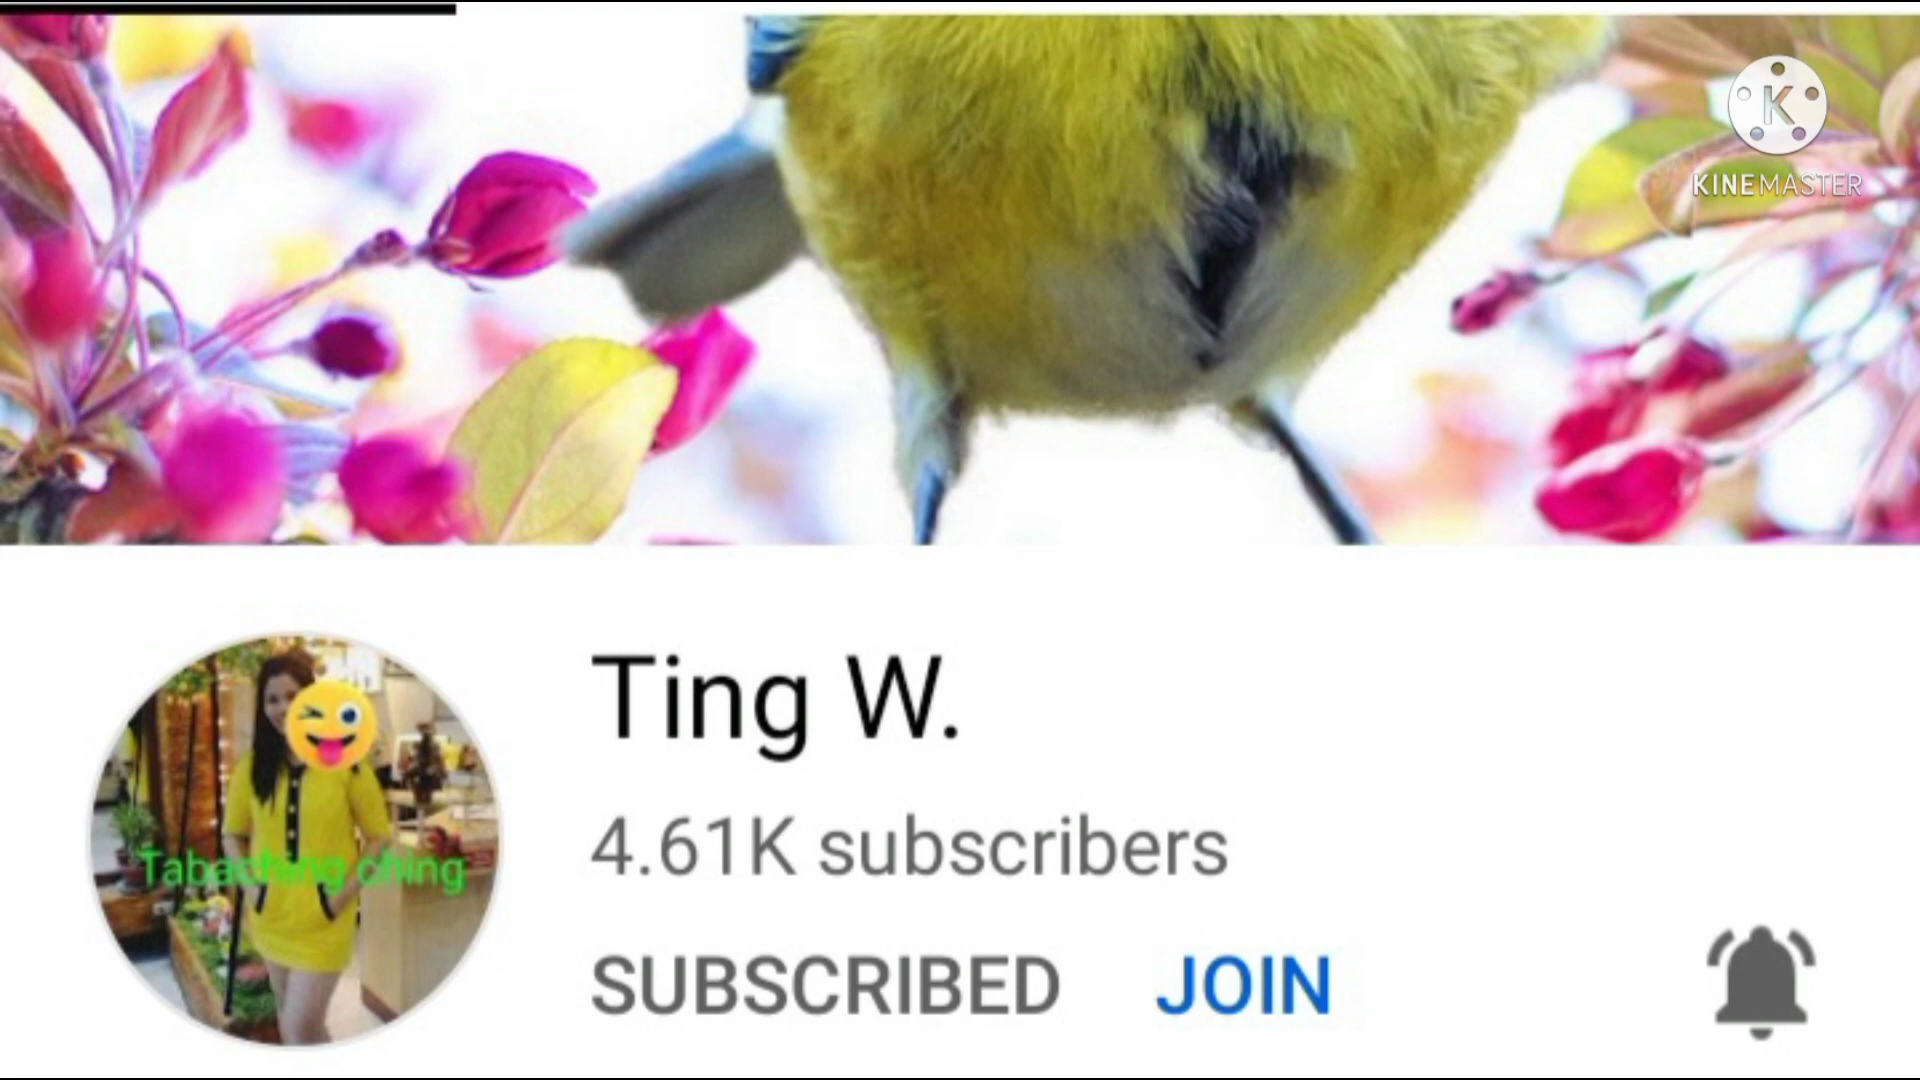 K
KINEMASTER
Ting W.
4.61K subscribers
Tabaching ching
SUBSCRIBED JOIN